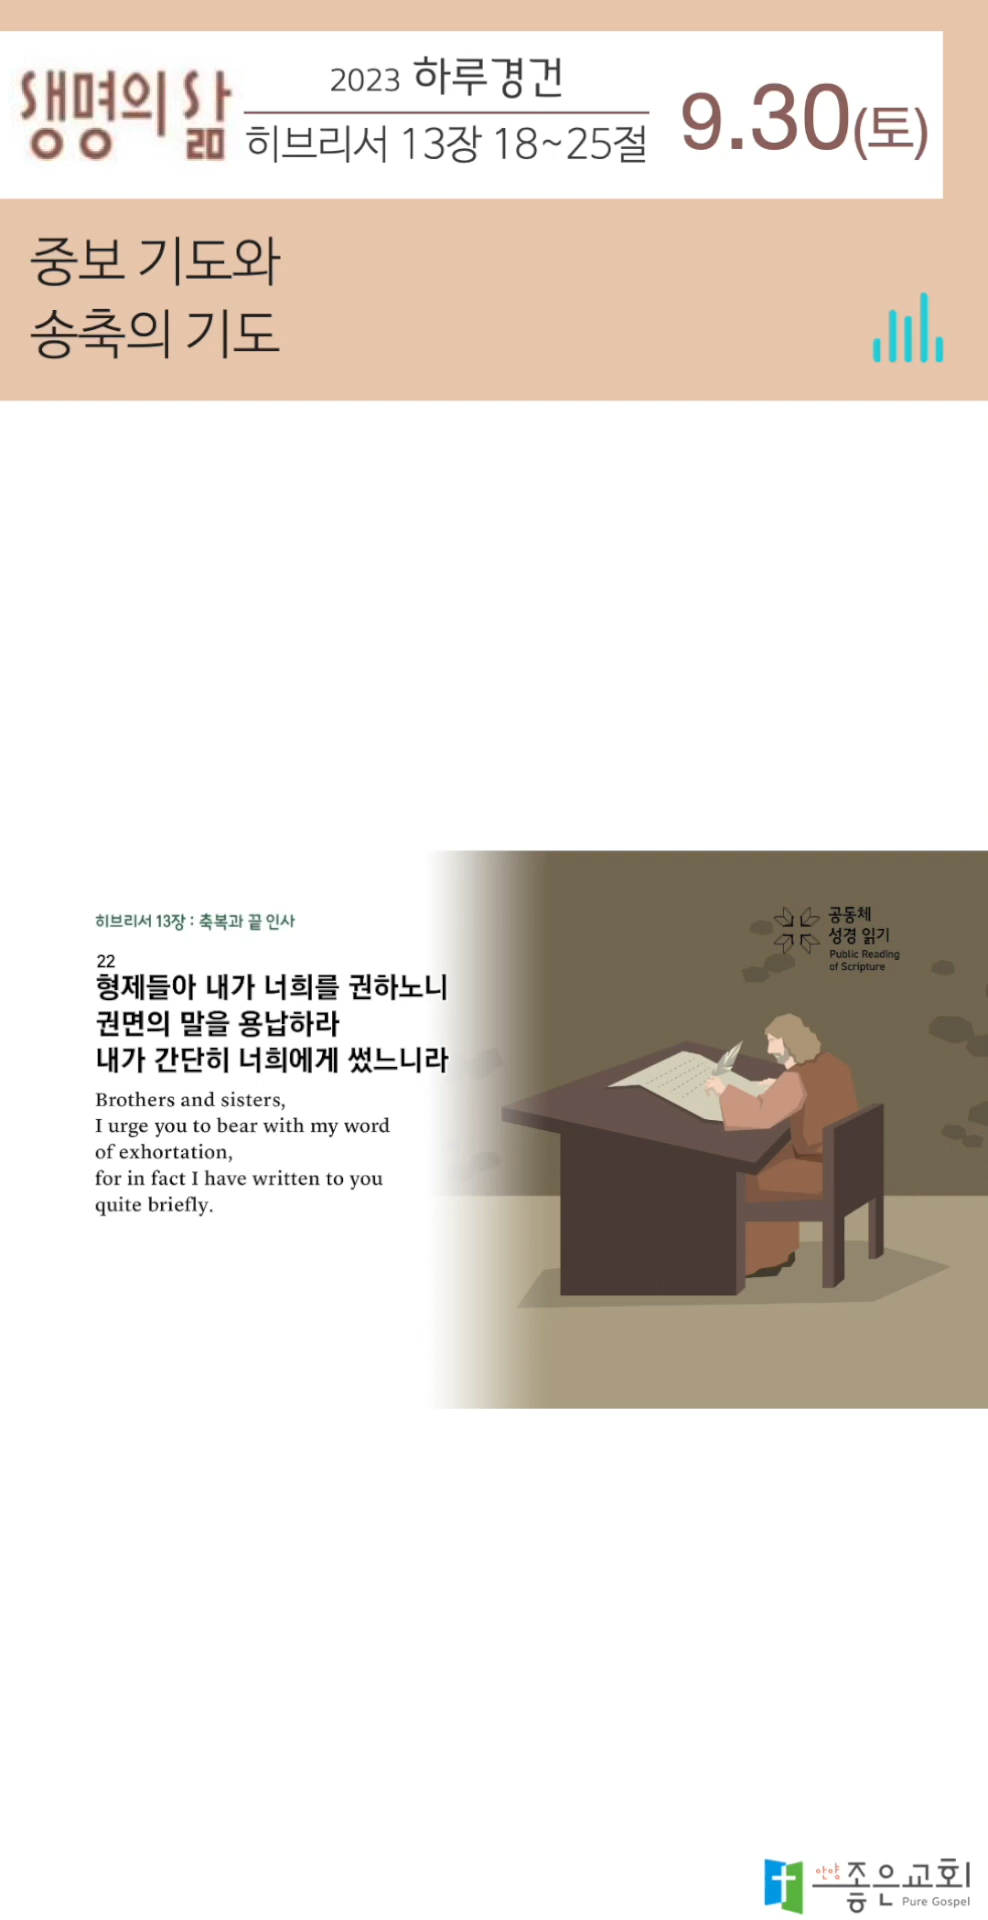 생명의 삶
2023 하루경건
히브리서 13장 18~25절
9.30(토)
중보 기도와
송축의 기도
히브리서 13장 : 축복과 끝 인사
22
형제들아 내가 너희를 권하노니
권면의 말을 용납하라
내가 간단히 너희에게 썼느니라
Brothers and sisters,
I urge you to bear with my word
of exhortation,
for in fact I have written to you
quite briefly.
공동체
성경 읽기
Public Reading
of Scripture
안양 좋은교회
Pure Gospel